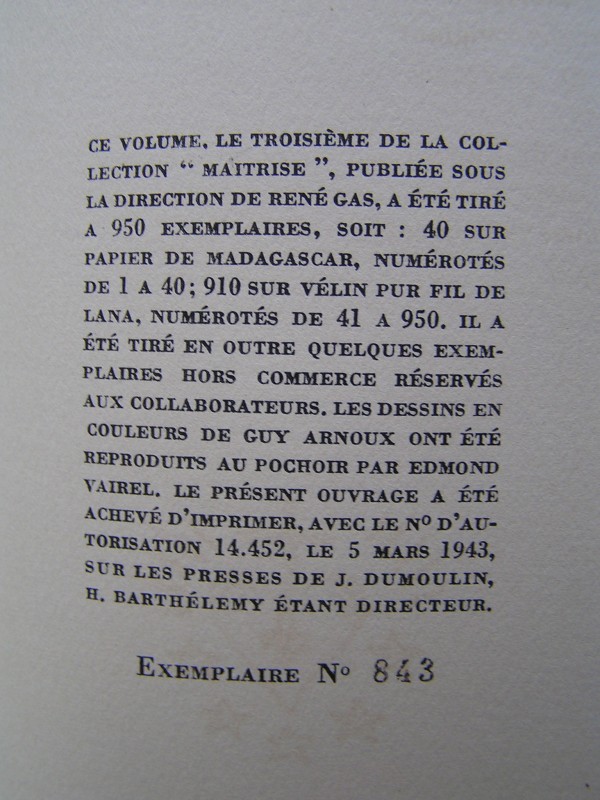 CE VOLUME, LE TROISIÈME DE LA COL-
LECTION “ MAITRISE ”, PUBLIÉE SOUS
LA DIRECTION DE RENÉ GAS, A ÉTÉ TIRÉ
A 950 EXEMPLAIRES, SOIT : 40 SUR
PAPIER DE MADAGASCAR, NUMÉROTÉS
DE 1 A 40 ; 910 SUR VÉLIN PUR FIL DE
LANA, NUMÉROTÉS DE 41 A 950. IL A
ÉTÉ TIRÉ EN OUTRE QUELQUES EXEM-
PLAIRES HORS COMMERCE RÉSERVÉS
AUX COLLABORATEURS. LES DESSINS EN
COULEURS DE GUY ARNOUX ONT ÉTÉ
REPRODUITS AU POCHOIR PAR EDMOND
VAIREL. LE PRÉSENT OUVRAGE A ÉTÉ
ACHEVÉ D'IMPRIMER, AVEC LE Nº D'AU-
TORISATION 14.452, LE 5 MARS 1943,
SUR LES PRESSES DE J. DUMOULIN,
H. BARTHÉLEMY ÉTANT DIRECTEUR.
EXEMPLAIRE Nº 843